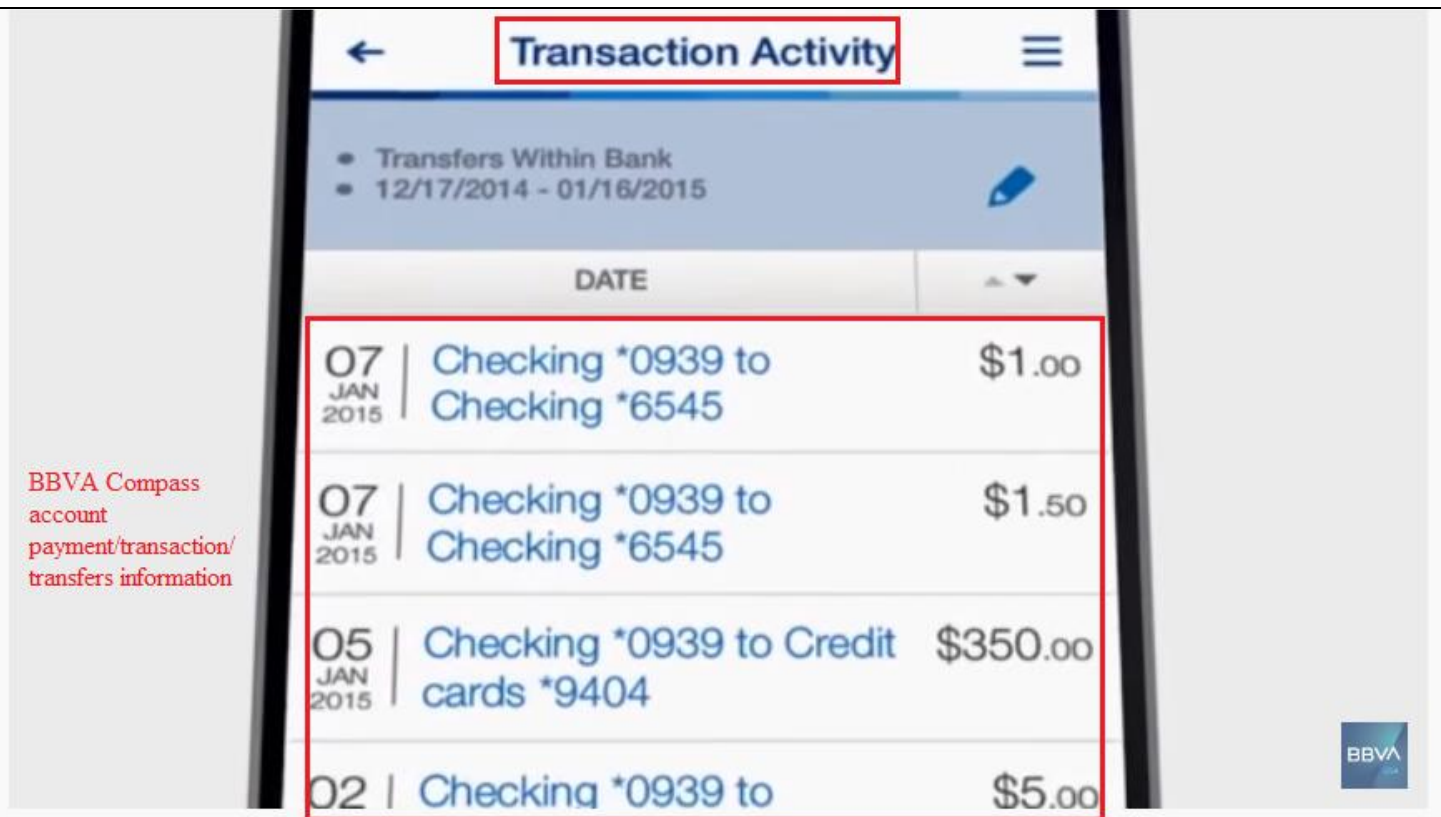 Transaction Activity
• Transfers Within Bank
• 12/17/2014 - 01/16/2015
DATE
07 JAN 2015
Checking *0939 to
Checking *6545
$1.00
07 JAN 2015
Checking *0939 to
Checking *6545
$1.50
05 JAN 2015
Checking *0939 to Credit
cards *9404
$350.00
02
Checking *0939 to
$5.00
BBVA Compass
account
payment/transaction/
transfers information
BBVA
USA